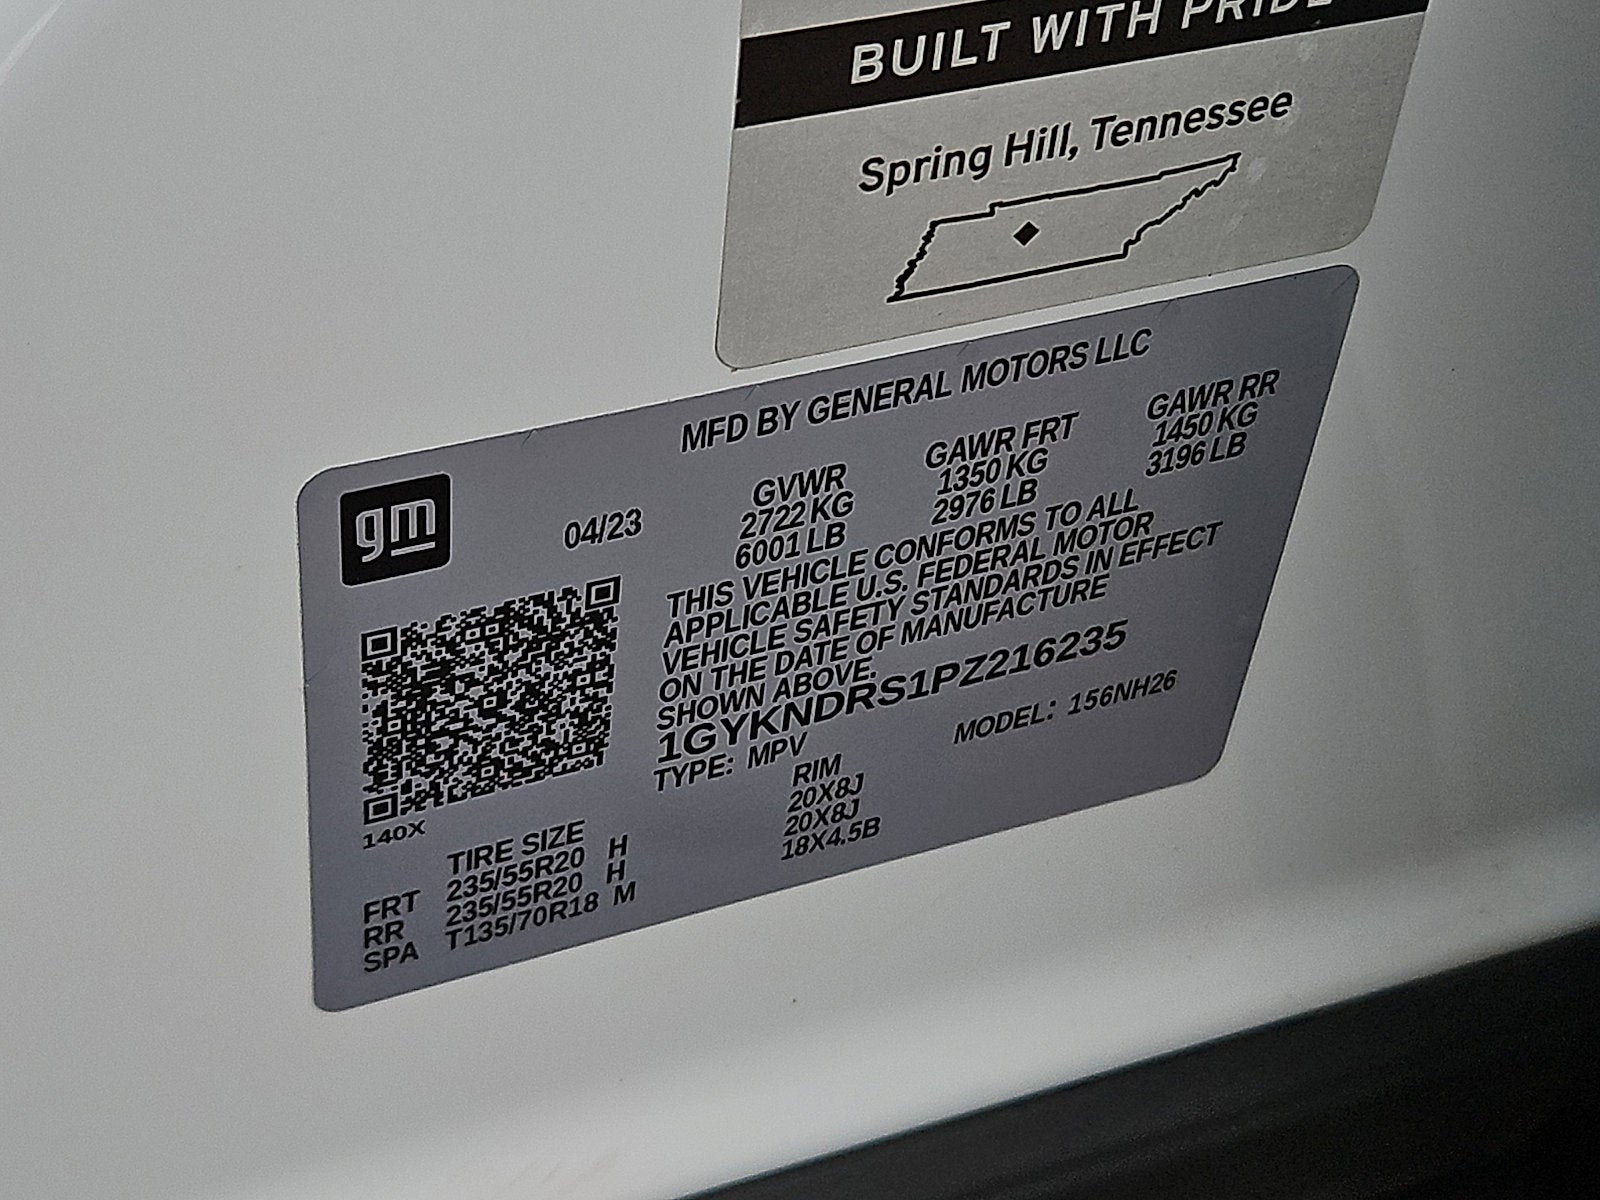 BUILT WITH PRIDE
Spring Hill, Tennessee
MFD BY GENERAL MOTORS LLC
gm
04/23
GVWR GAWR FRT GAWR RR
2722 KG 1350 KG 1450 KG
6001 LB 2976 LB 3196 LB
THIS VEHICLE CONFORMS TO ALL
APPLICABLE U.S. FEDERAL MOTOR
VEHICLE SAFETY STANDARDS IN EFFECT
ON THE DATE OF MANUFACTURE
SHOWN ABOVE.
1GYKNDRS1PZ216235
TYPE: MPV MODEL: 156NH26
140X
TIRE SIZE RIM
FRT 235/55R20 H 20X8J
RR 235/55R20 H 20X8J
SPA T135/70R18 M 18X4.5B